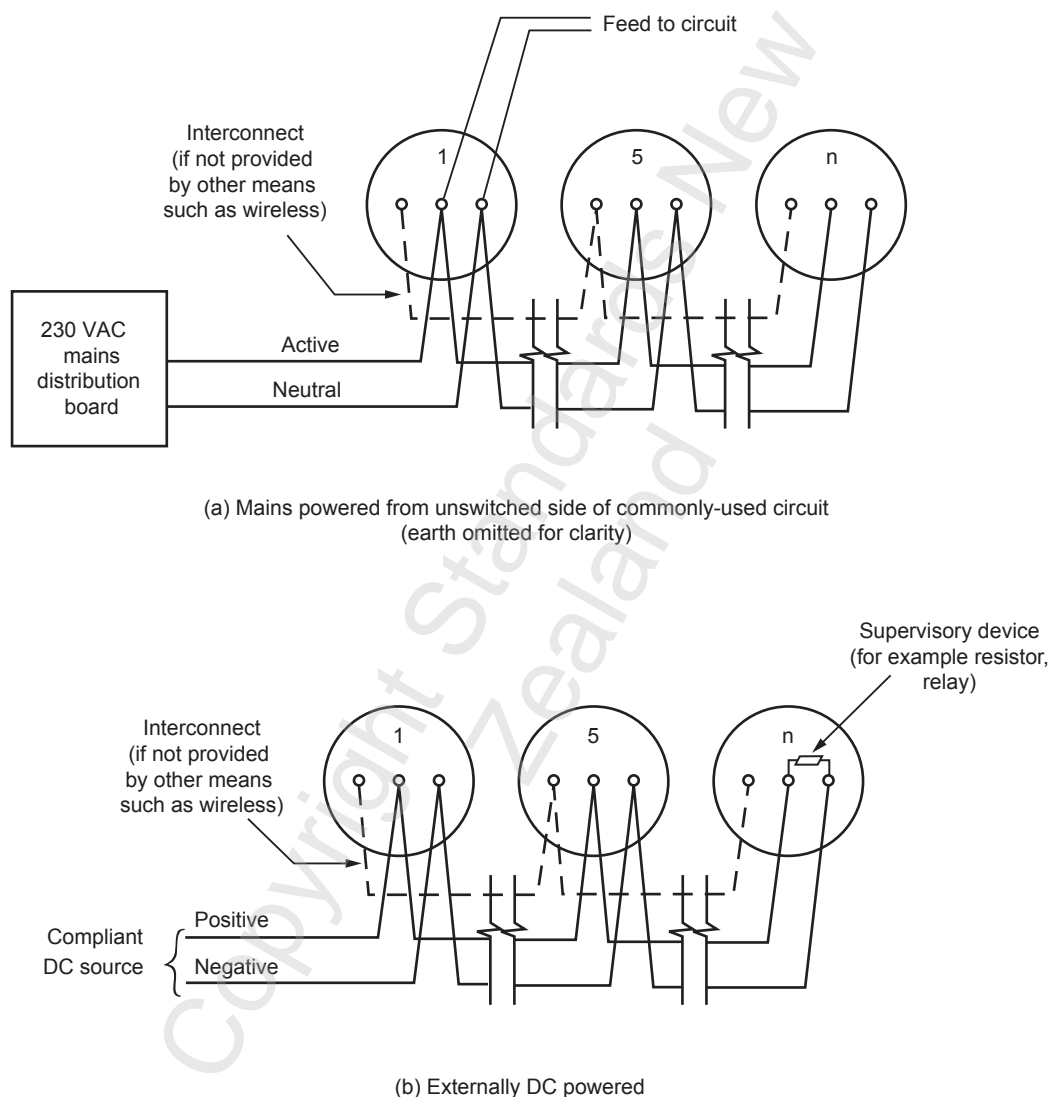 Feed to circuit
Interconnect
(if not provided
by other means
such as wireless)
1
5
n
230 VAC
mains
distribution
board
Active
Neutral
(a) Mains powered from unswitched side of commonly-used circuit
(earth omitted for clarity)
Supervisory device
(for example resistor,
relay)
Interconnect
(if not provided
by other means
such as wireless)
1
5
n
Compliant
DC source
Positive
Negative
(b) Externally DC powered
Copyright Standards New
Zealand